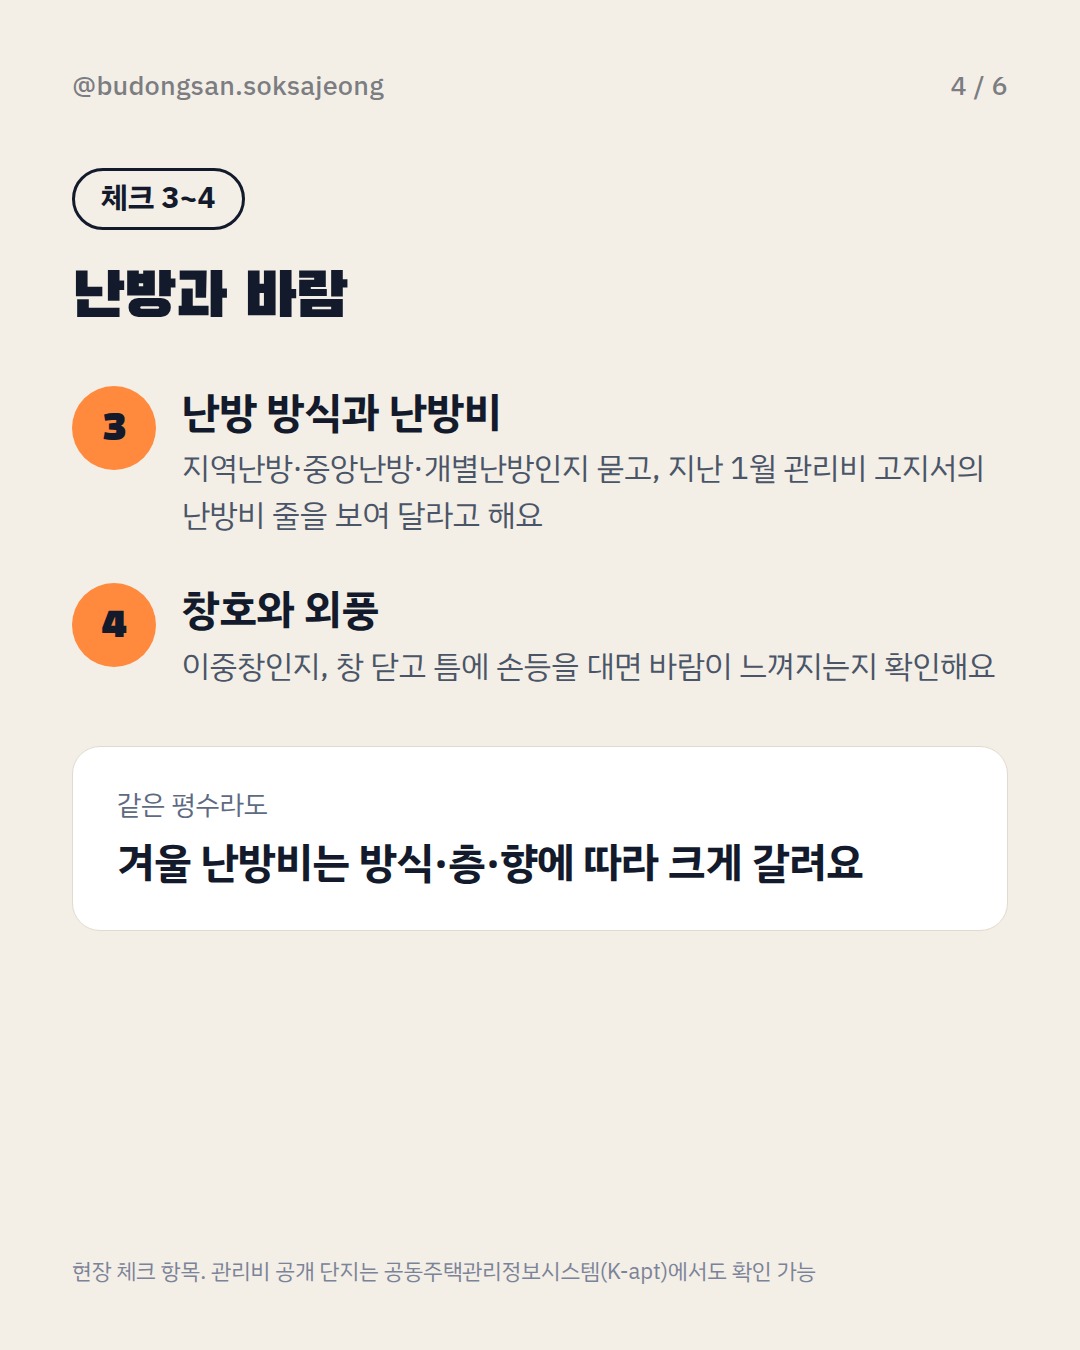 @budongsan.soksajeong
4 / 6
체크 3~4
난방과 바람
3
난방 방식과 난방비
지역난방·중앙난방·개별난방인지 묻고, 지난 1월 관리비 고지서의
난방비 줄을 보여 달라고 해요
4
창호와 외풍
이중창인지, 창 닫고 틈에 손등을 대면 바람이 느껴지는지 확인해요
같은 평수라도
겨울 난방비는 방식·층·향에 따라 크게 갈려요
현장 체크 항목. 관리비 공개 단지는 공동주택관리정보시스템(K-apt)에서도 확인 가능